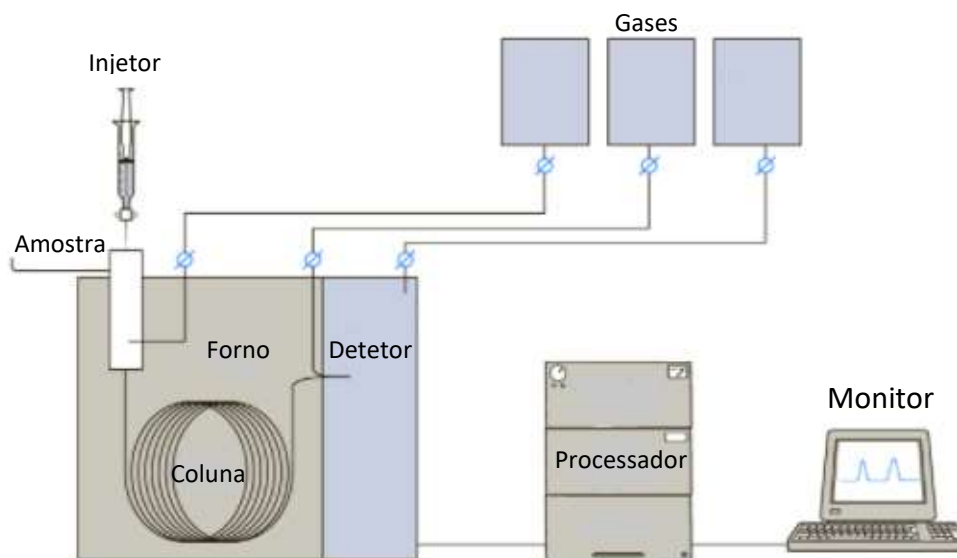 Gases
Injetor
Amostra
Forno
Detetor
Coluna
Processador
Monitor